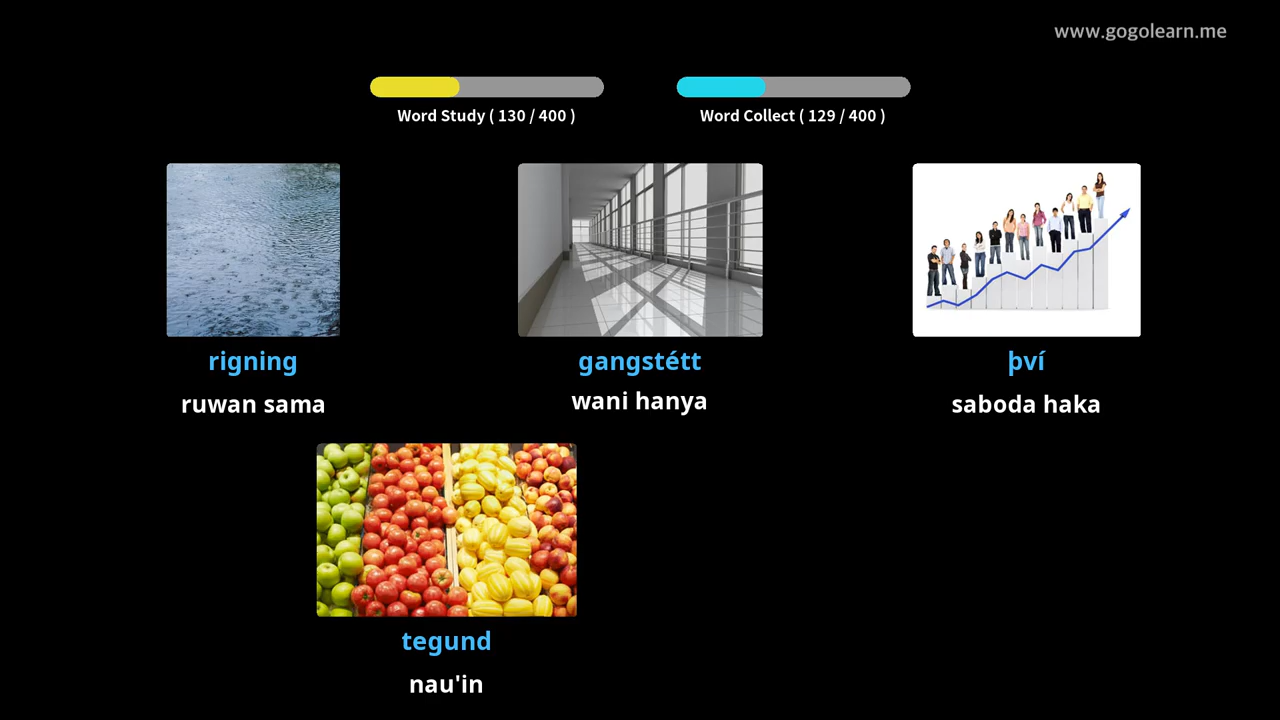 www.gogolearn.me
Word Study ( 130 / 400 )
Word Collect ( 129 / 400 )
rigning
ruwan sama
gangstétt
wani hanya
því
saboda haka
tegund
nau'in